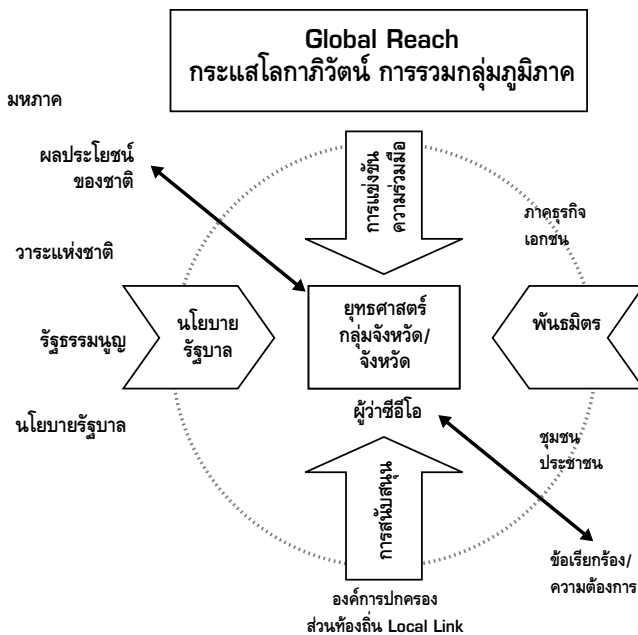 Global Reach
กระแสโลกาภิวัตน์ การรวมกลุ่มภูมิภาค
มหภาค
ผลประโยชน์
ของชาติ
การแข่งขัน
ความร่วมมือ
ภาคธุรกิจ
เอกชน
วาระแห่งชาติ
รัฐธรรมนูญ
นโยบาย
รัฐบาล
ยุทธศาสตร์
กลุ่มจังหวัด/
จังหวัด
พันธมิตร
ผู้ว่าซีอีโอ
นโยบายรัฐบาล
ชุมชน
ประชาชน
การสนับสนุน
ข้อเรียกร้อง/
ความต้องการ
องค์การปกครอง
ส่วนท้องถิ่น Local Link